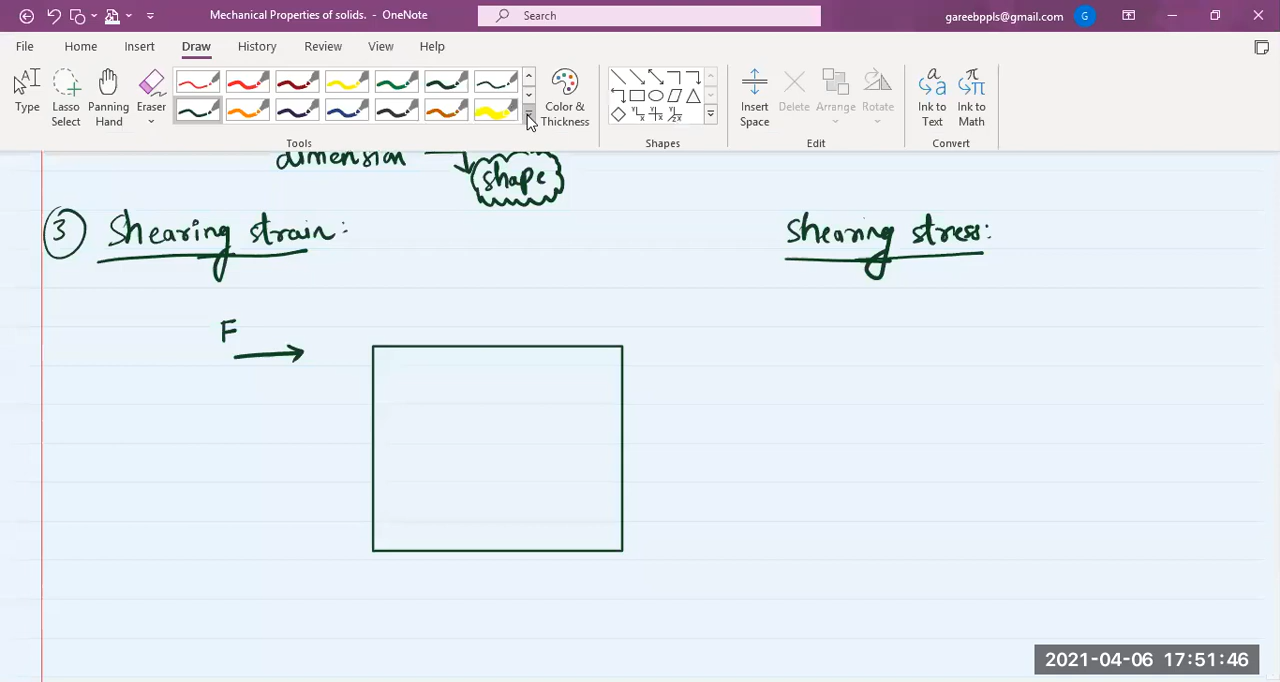 Mechanical Properties of solids. - OneNote
Search
gareebppls@gmail.com
G
File Home Insert Draw History Review View Help
Type
Lasso Select
Panning Hand
Eraser
Color & Thickness
Insert Space
Delete
Arrange
Rotate
Ink to Text
Ink to Math
Tools
Shapes
Edit
Convert
dimension
shape
3 Shearing strain:
Shearing stress:
F
2021-04-06 17:51:46